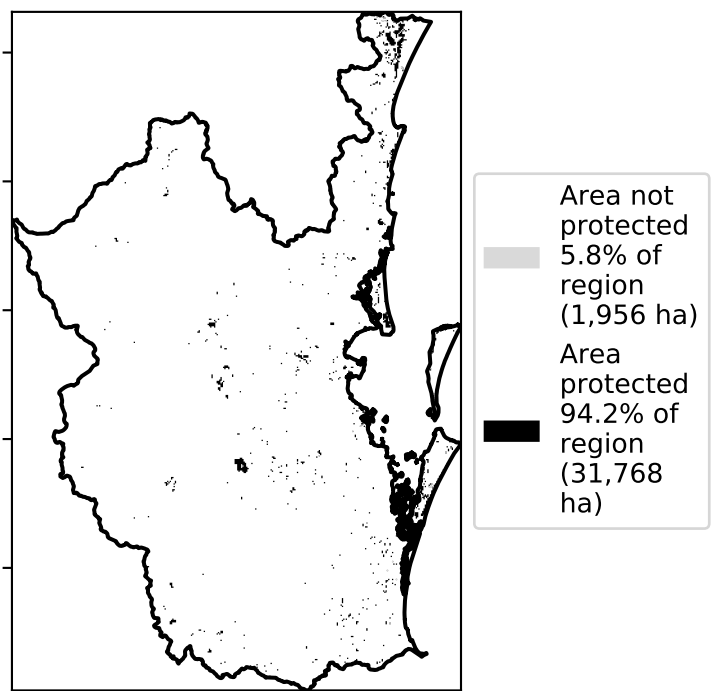 Area not
protected
5.8% of
region
(1,956 ha)
Area
protected
94.2% of
region
(31,768
ha)